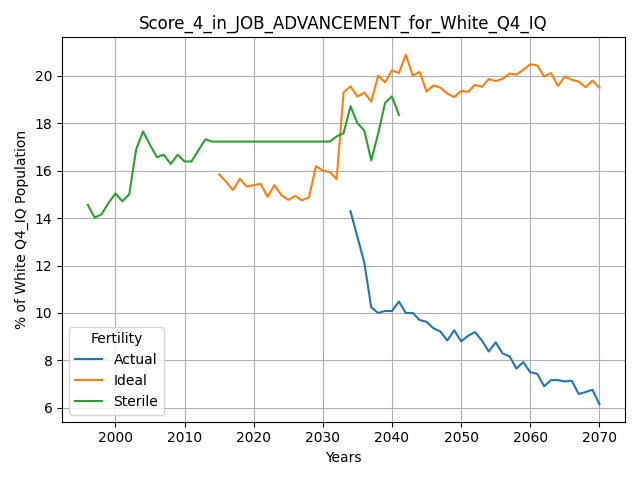 Score_4_in_JOB_ADVANCEMENT_for_White_Q4_IQ
% of White Q4_IQ Population
20
18
16
14
12
10
8
6
Fertility
Actual
Ideal
Sterile
2000 2010 2020 2030 2040 2050 2060 2070
Years